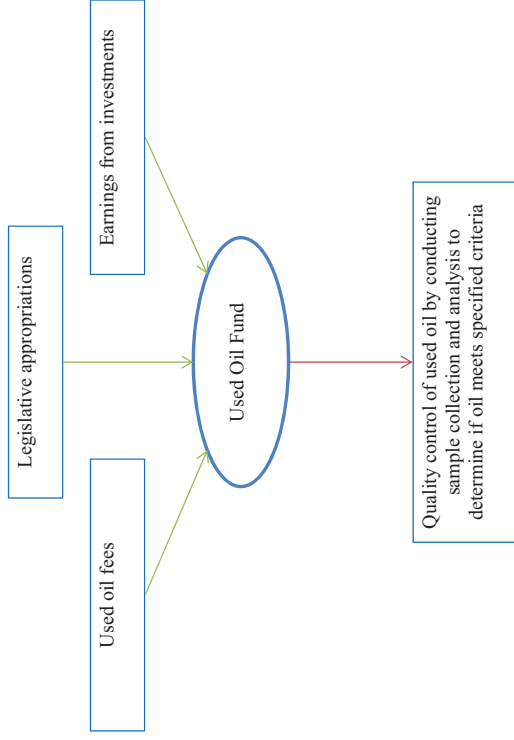 Legislative appropriations
Used oil fees
Earnings from investments
Used Oil Fund
Quality control of used oil by conducting
sample collection and analysis to
determine if oil meets specified criteria